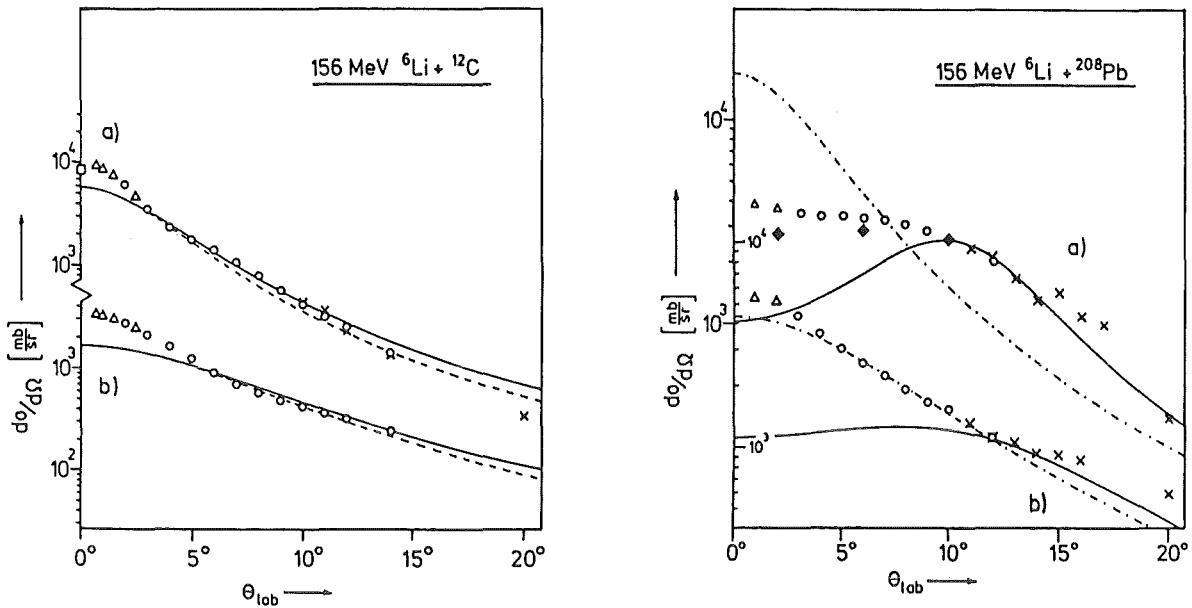 156 MeV ⁶Li + ¹²C
a)
10⁴
10³
b)
10³
10²
dσ/dΩ [mb/sr]
0° 5° 10° 15° 20°
θlab
156 MeV ⁶Li + ²⁰⁸Pb
10⁴
10⁴
a)
10³
10³
b)
dσ/dΩ [mb/sr]
0° 5° 10° 15° 20°
θlab